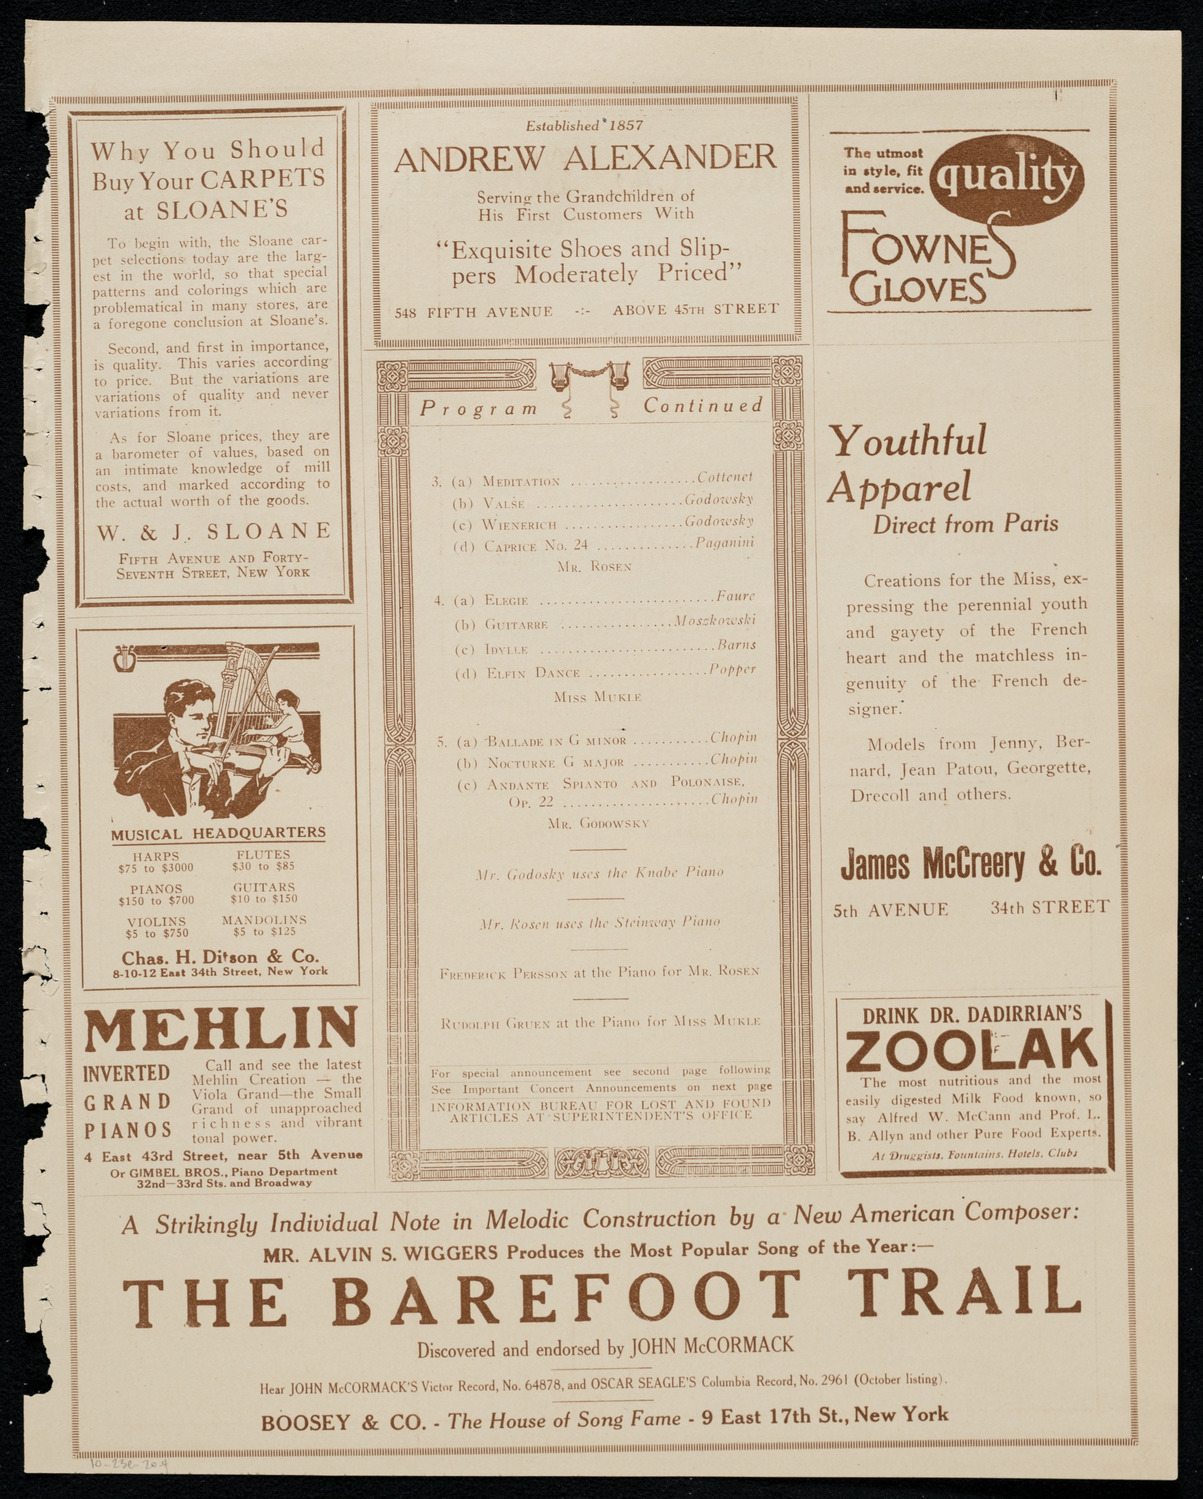 Why You Should
Buy Your CARPETS
at SLOANE'S
To begin with, the Sloane car-
pet selections today are the larg-
est in the world, so that special
patterns and colorings which are
problematical in many stores, are
a foregone conclusion at Sloane's.
Second, and first in importance,
is quality. This varies according
to price. But the variations are
variations of quality and never
variations from it.
As for Sloane prices, they are
a barometer of values, based on
an intimate knowledge of mill
costs, and marked according to
the actual worth of the goods.
W. & J. SLOANE
FIFTH AVENUE AND FORTY-
SEVENTH STREET, NEW YORK
MUSICAL HEADQUARTERS
HARPS FLUTES
$75 to $3000 $30 to $85
PIANOS GUITARS
$150 to $700 $10 to $150
VIOLINS MANDOLINS
$5 to $750 $5 to $125
Chas. H. Ditson & Co.
8-10-12 East 34th Street, New York
MEHLIN
INVERTED
GRAND
PIANOS
Call and see the latest
Mehlin Creation — the
Viola Grand—the Small
Grand of unapproached
richness and vibrant
tonal power.
4 East 43rd Street, near 5th Avenue
Or GIMBEL BROS., Piano Department
32nd—33rd Sts. and Broadway
Established 1857
ANDREW ALEXANDER
Serving the Grandchildren of
His First Customers With
"Exquisite Shoes and Slip-
pers Moderately Priced"
548 FIFTH AVENUE -:- ABOVE 45TH STREET
Program Continued
3. (a) MEDITATION ..................Cottenet
(b) VALSE .....................Godowsky
(c) WIENERICH .................Godowsky
(d) CAPRICE No. 24 ..............Paganini
MR. ROSEN
4. (a) ELEGIE .........................Faure
(b) GUITARRE ................Moszkowski
(c) IDYLLE .........................Barns
(d) ELFIN DANCE ..................Popper
MISS MUKLE
5. (a) BALLADE IN G MINOR ...........Chopin
(b) NOCTURNE G MAJOR ...........Chopin
(c) ANDANTE SPIANTO AND POLONAISE,
OP. 22 .....................Chopin
MR. GODOWSKY
Mr. Godosky uses the Knabe Piano
Mr. Rosen uses the Steinway Piano
FREDERICK PERSSON at the Piano for MR. ROSEN
RUDOLPH GRUEN at the Piano for MISS MUKLE
For special announcement see second page following
See Important Concert Announcements on next page
INFORMATION BUREAU FOR LOST AND FOUND
ARTICLES AT SUPERINTENDENT'S OFFICE
The utmost
in style, fit
and service.
quality
FOWNES
GLOVES
Youthful
Apparel
Direct from Paris
Creations for the Miss, ex-
pressing the perennial youth
and gayety of the French
heart and the matchless in-
genuity of the French de-
signer.
Models from Jenny, Ber-
nard, Jean Patou, Georgette,
Drecoll and others.
James McCreery & Co.
5th AVENUE 34th STREET
DRINK DR. DADIRRIAN'S
ZOOLAK
The most nutritious and the most
easily digested Milk Food known, so
say Alfred W. McCann and Prof. L.
B. Allyn and other Pure Food Experts.
At Druggists, Fountains, Hotels, Clubs
A Strikingly Individual Note in Melodic Construction by a New American Composer:
MR. ALVIN S. WIGGERS Produces the Most Popular Song of the Year:—
THE BAREFOOT TRAIL
Discovered and endorsed by JOHN McCORMACK
Hear JOHN McCORMACK'S Victor Record, No. 64878, and OSCAR SEAGLE'S Columbia Record, No. 2961 (October listing).
BOOSEY & CO. - The House of Song Fame - 9 East 17th St., New York